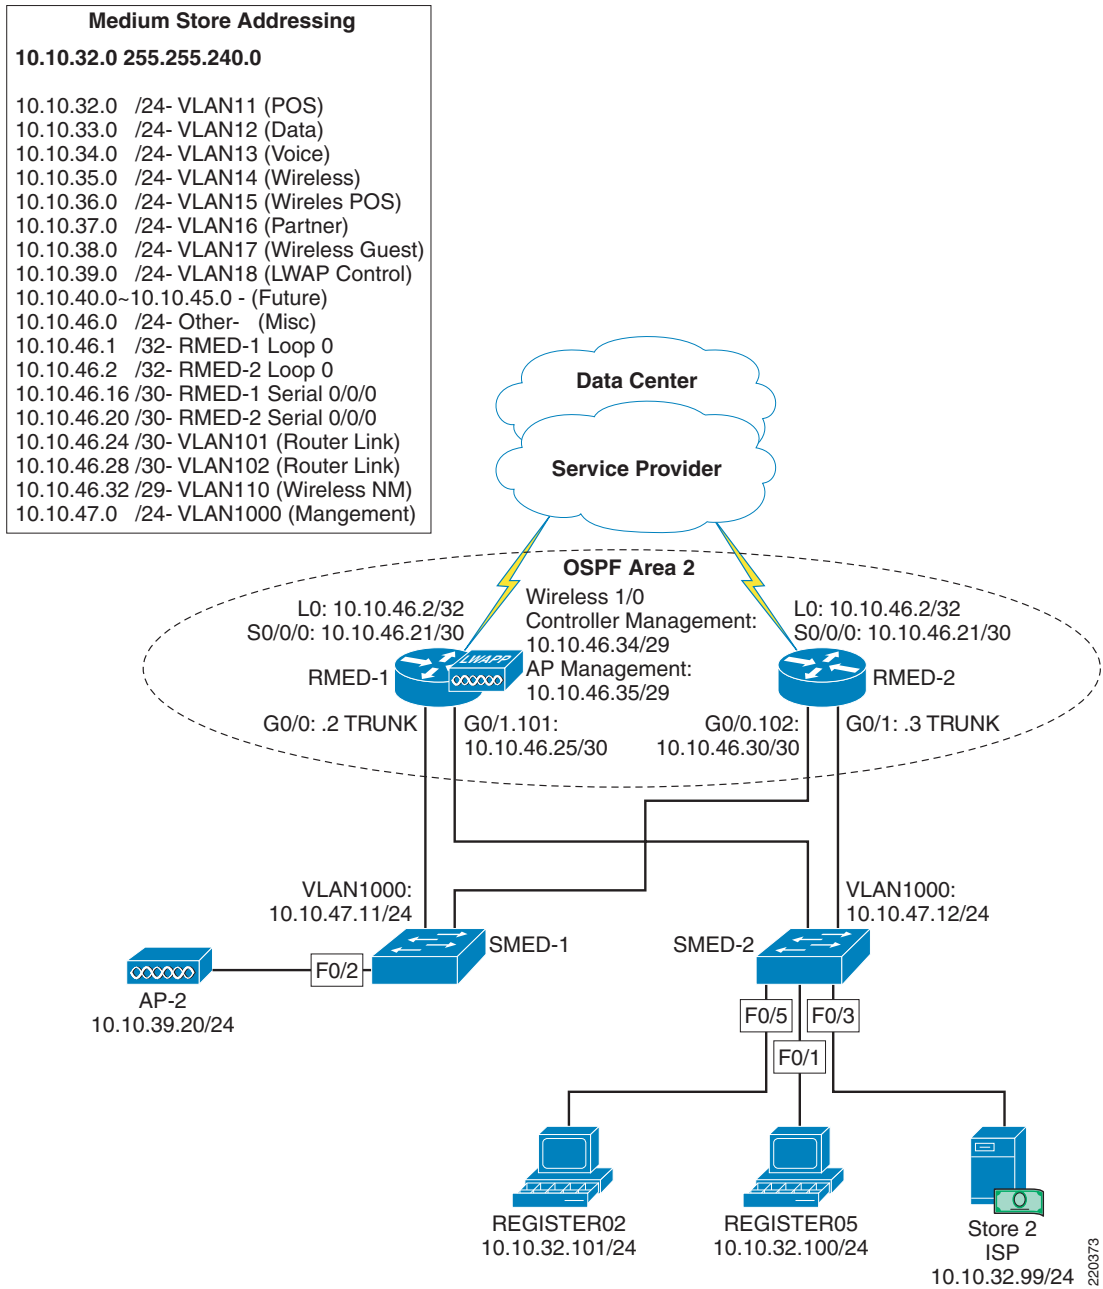 Medium Store Addressing
10.10.32.0 255.255.240.0
10.10.32.0 /24- VLAN11 (POS)
10.10.33.0 /24- VLAN12 (Data)
10.10.34.0 /24- VLAN13 (Voice)
10.10.35.0 /24- VLAN14 (Wireless)
10.10.36.0 /24- VLAN15 (Wireles POS)
10.10.37.0 /24- VLAN16 (Partner)
10.10.38.0 /24- VLAN17 (Wireless Guest)
10.10.39.0 /24- VLAN18 (LWAP Control)
10.10.40.0~10.10.45.0 - (Future)
10.10.46.0 /24- Other- (Misc)
10.10.46.1 /32- RMED-1 Loop 0
10.10.46.2 /32- RMED-2 Loop 0
10.10.46.16 /30- RMED-1 Serial 0/0/0
10.10.46.20 /30- RMED-2 Serial 0/0/0
10.10.46.24 /30- VLAN101 (Router Link)
10.10.46.28 /30- VLAN102 (Router Link)
10.10.46.32 /29- VLAN110 (Wireless NM)
10.10.47.0 /24- VLAN1000 (Mangement)
Data Center
Service Provider
OSPF Area 2
L0: 10.10.46.2/32
S0/0/0: 10.10.46.21/30
RMED-1
LWAPP
Wireless 1/0
Controller Management:
10.10.46.34/29
AP Management:
10.10.46.35/29
L0: 10.10.46.2/32
S0/0/0: 10.10.46.21/30
RMED-2
G0/0: .2 TRUNK
G0/1.101:
10.10.46.25/30
G0/0.102:
10.10.46.30/30
G0/1: .3 TRUNK
VLAN1000:
10.10.47.11/24
SMED-1
VLAN1000:
10.10.47.12/24
SMED-2
F0/2
AP-2
10.10.39.20/24
F0/5
F0/3
F0/1
REGISTER02
10.10.32.101/24
REGISTER05
10.10.32.100/24
Store 2
ISP
10.10.32.99/24
220373